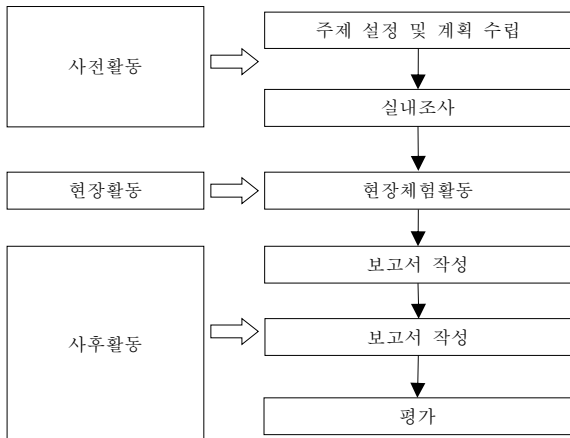 사전활동
주제 설정 및 계획 수립
실내조사
현장활동
현장체험활동
사후활동
보고서 작성
보고서 작성
평가